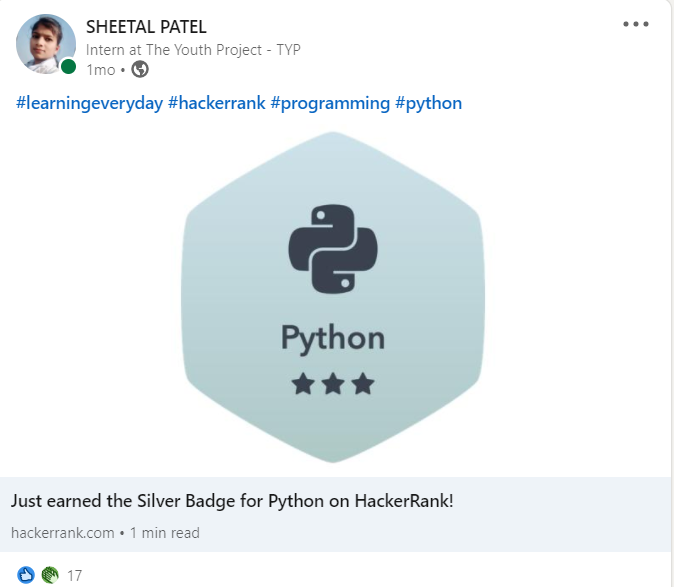 SHEETAL PATEL
Intern at The Youth Project - TYP
1mo •
#learningeveryday #hackerrank #programming #python
Python
Just earned the Silver Badge for Python on HackerRank!
hackerrank.com • 1 min read
17